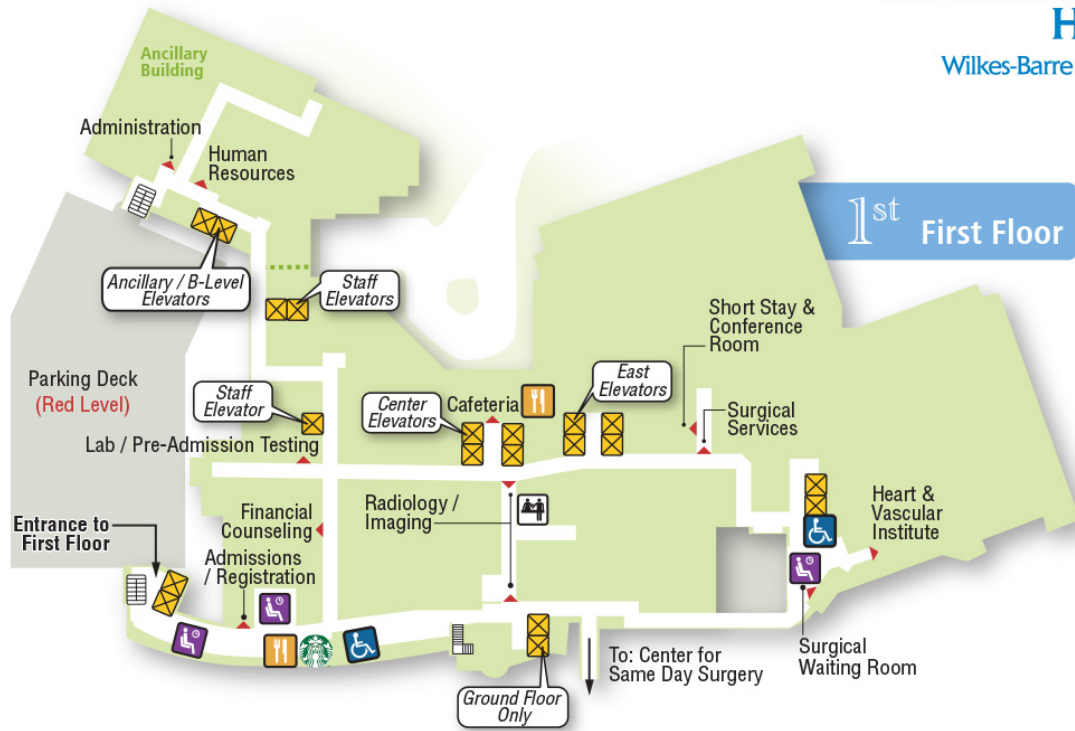 H
Wilkes-Barre
Ancillary
Building
Administration
Human
Resources
1st First Floor
Ancillary / B-Level
Elevators
Staff
Elevators
Short Stay &
Conference
Room
Parking Deck
(Red Level)
Staff
Elevator
Center
Elevators
Cafeteria
East
Elevators
Surgical
Services
Lab / Pre-Admission Testing
Financial
Counseling
Radiology /
Imaging
Heart &
Vascular
Institute
Entrance to
First Floor
Admissions
/ Registration
To: Center for
Same Day Surgery
Surgical
Waiting Room
Ground Floor
Only